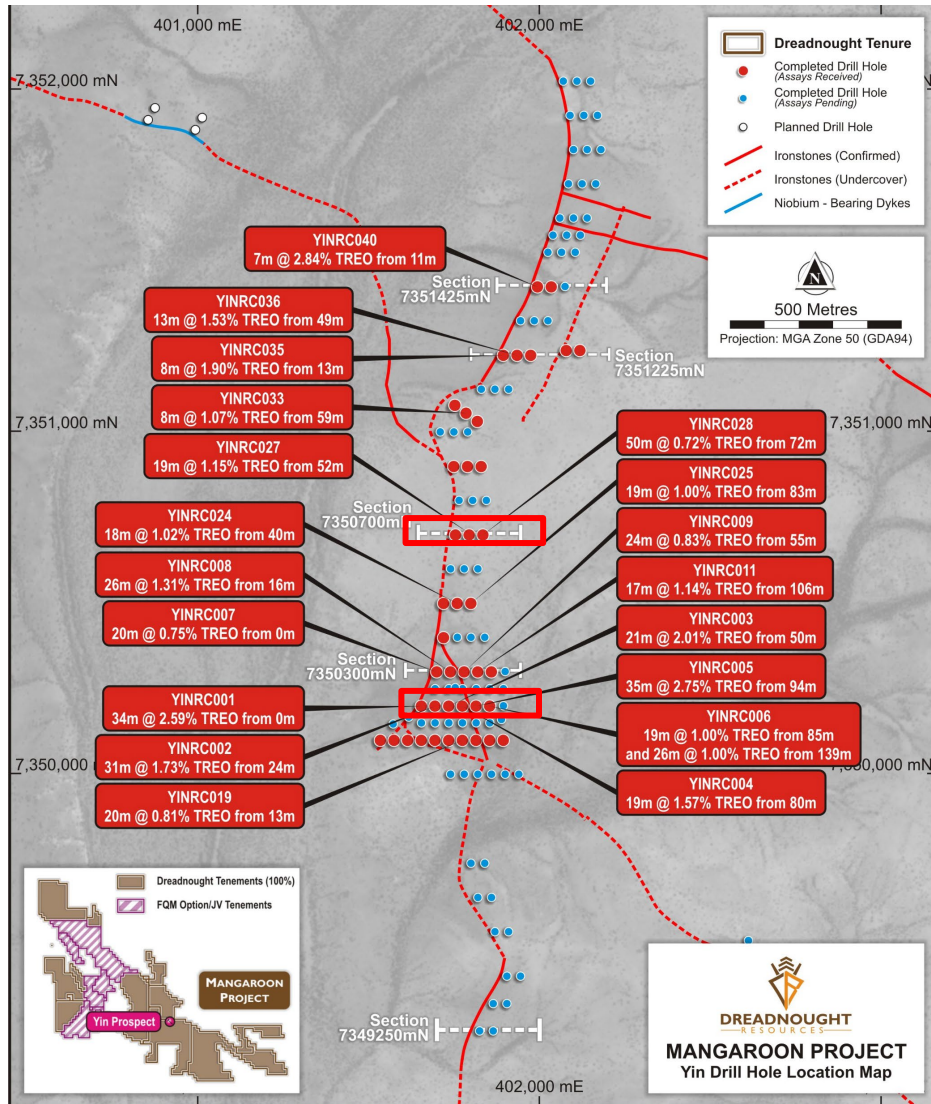 401,000 mE
402,000 mE
7,352,000 mN
Dreadnought Tenure
Completed Drill Hole
(Assays Received)
Completed Drill Hole
(Assays Pending)
Planned Drill Hole
Ironstones (Confirmed)
Ironstones (Undercover)
Niobium - Bearing Dykes
N
500 Metres
Projection: MGA Zone 50 (GDA94)
YINRC040
7m @ 2.84% TREO from 11m
Section
7351425mN
YINRC036
13m @ 1.53% TREO from 49m
YINRC035
8m @ 1.90% TREO from 13m
Section
7351225mN
YINRC033
8m @ 1.07% TREO from 59m
7,351,000 mN
7,351,000 mN
YINRC027
19m @ 1.15% TREO from 52m
YINRC028
50m @ 0.72% TREO from 72m
YINRC025
19m @ 1.00% TREO from 83m
Section
7350700m
YINRC024
18m @ 1.02% TREO from 40m
YINRC009
24m @ 0.83% TREO from 55m
YINRC008
26m @ 1.31% TREO from 16m
YINRC011
17m @ 1.14% TREO from 106m
YINRC007
20m @ 0.75% TREO from 0m
YINRC003
21m @ 2.01% TREO from 50m
Section
7350300mN
YINRC005
35m @ 2.75% TREO from 94m
YINRC001
34m @ 2.59% TREO from 0m
YINRC006
19m @ 1.00% TREO from 85m
and 26m @ 1.00% TREO from 139m
YINRC002
31m @ 1.73% TREO from 24m
7,350,000 mN
YINRC004
19m @ 1.57% TREO from 80m
YINRC019
20m @ 0.81% TREO from 13m
Dreadnought Tenements (100%)
FQM Option/JV Tenements
MANGAROON
PROJECT
Yin Prospect
Section
7349250mN
402,000 mE
DREADNOUGHT
RESOURCES
MANGAROON PROJECT
Yin Drill Hole Location Map